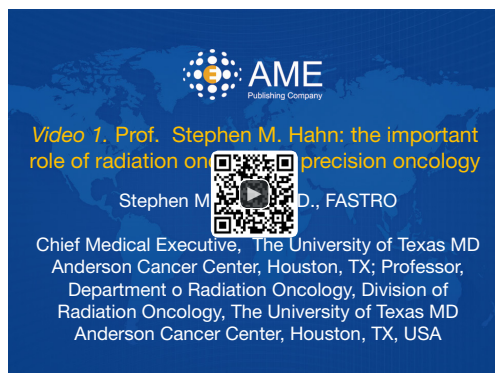 AME
Publishing Company
Video 1. Prof. Stephen M. Hahn: the important
role of radiation on precision oncology
Stephen M D., FASTRO
Chief Medical Executive, The University of Texas MD
Anderson Cancer Center, Houston, TX; Professor,
Department o Radiation Oncology, Division of
Radiation Oncology, The University of Texas MD
Anderson Cancer Center, Houston, TX, USA